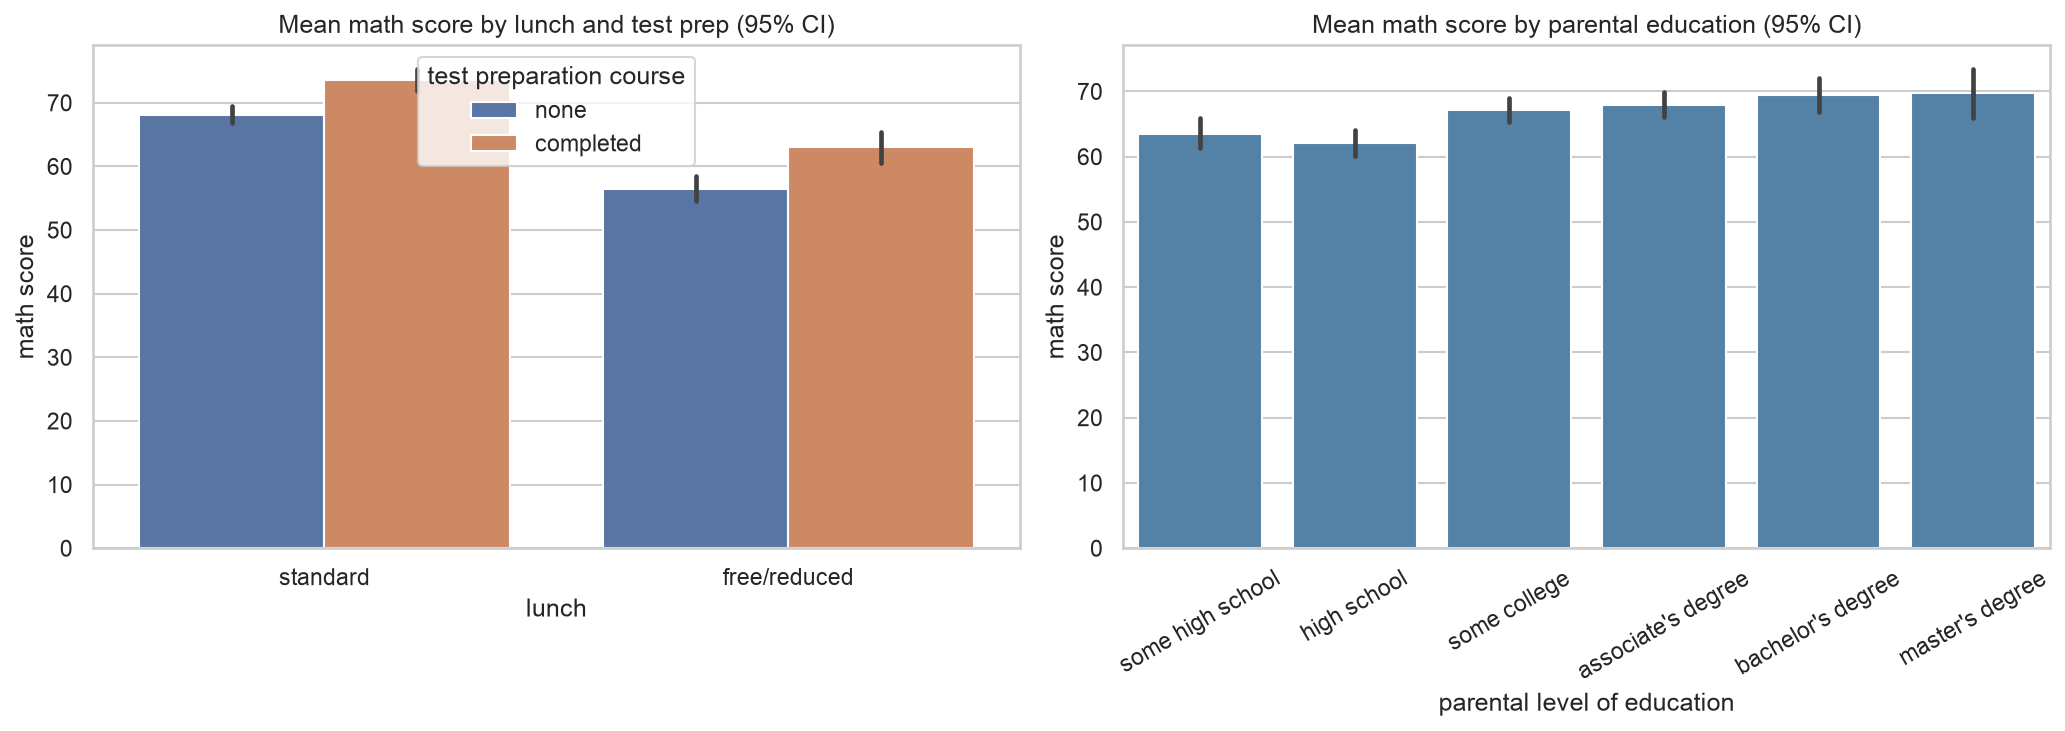 Mean math score by lunch and test prep (95% CI)
test preparation course
none
completed
math score
70
60
50
40
30
20
10
0
standard
free/reduced
lunch
Mean math score by parental education (95% CI)
math score
70
60
50
40
30
20
10
0
some high school
high school
some college
associate's degree
bachelor's degree
master's degree
parental level of education